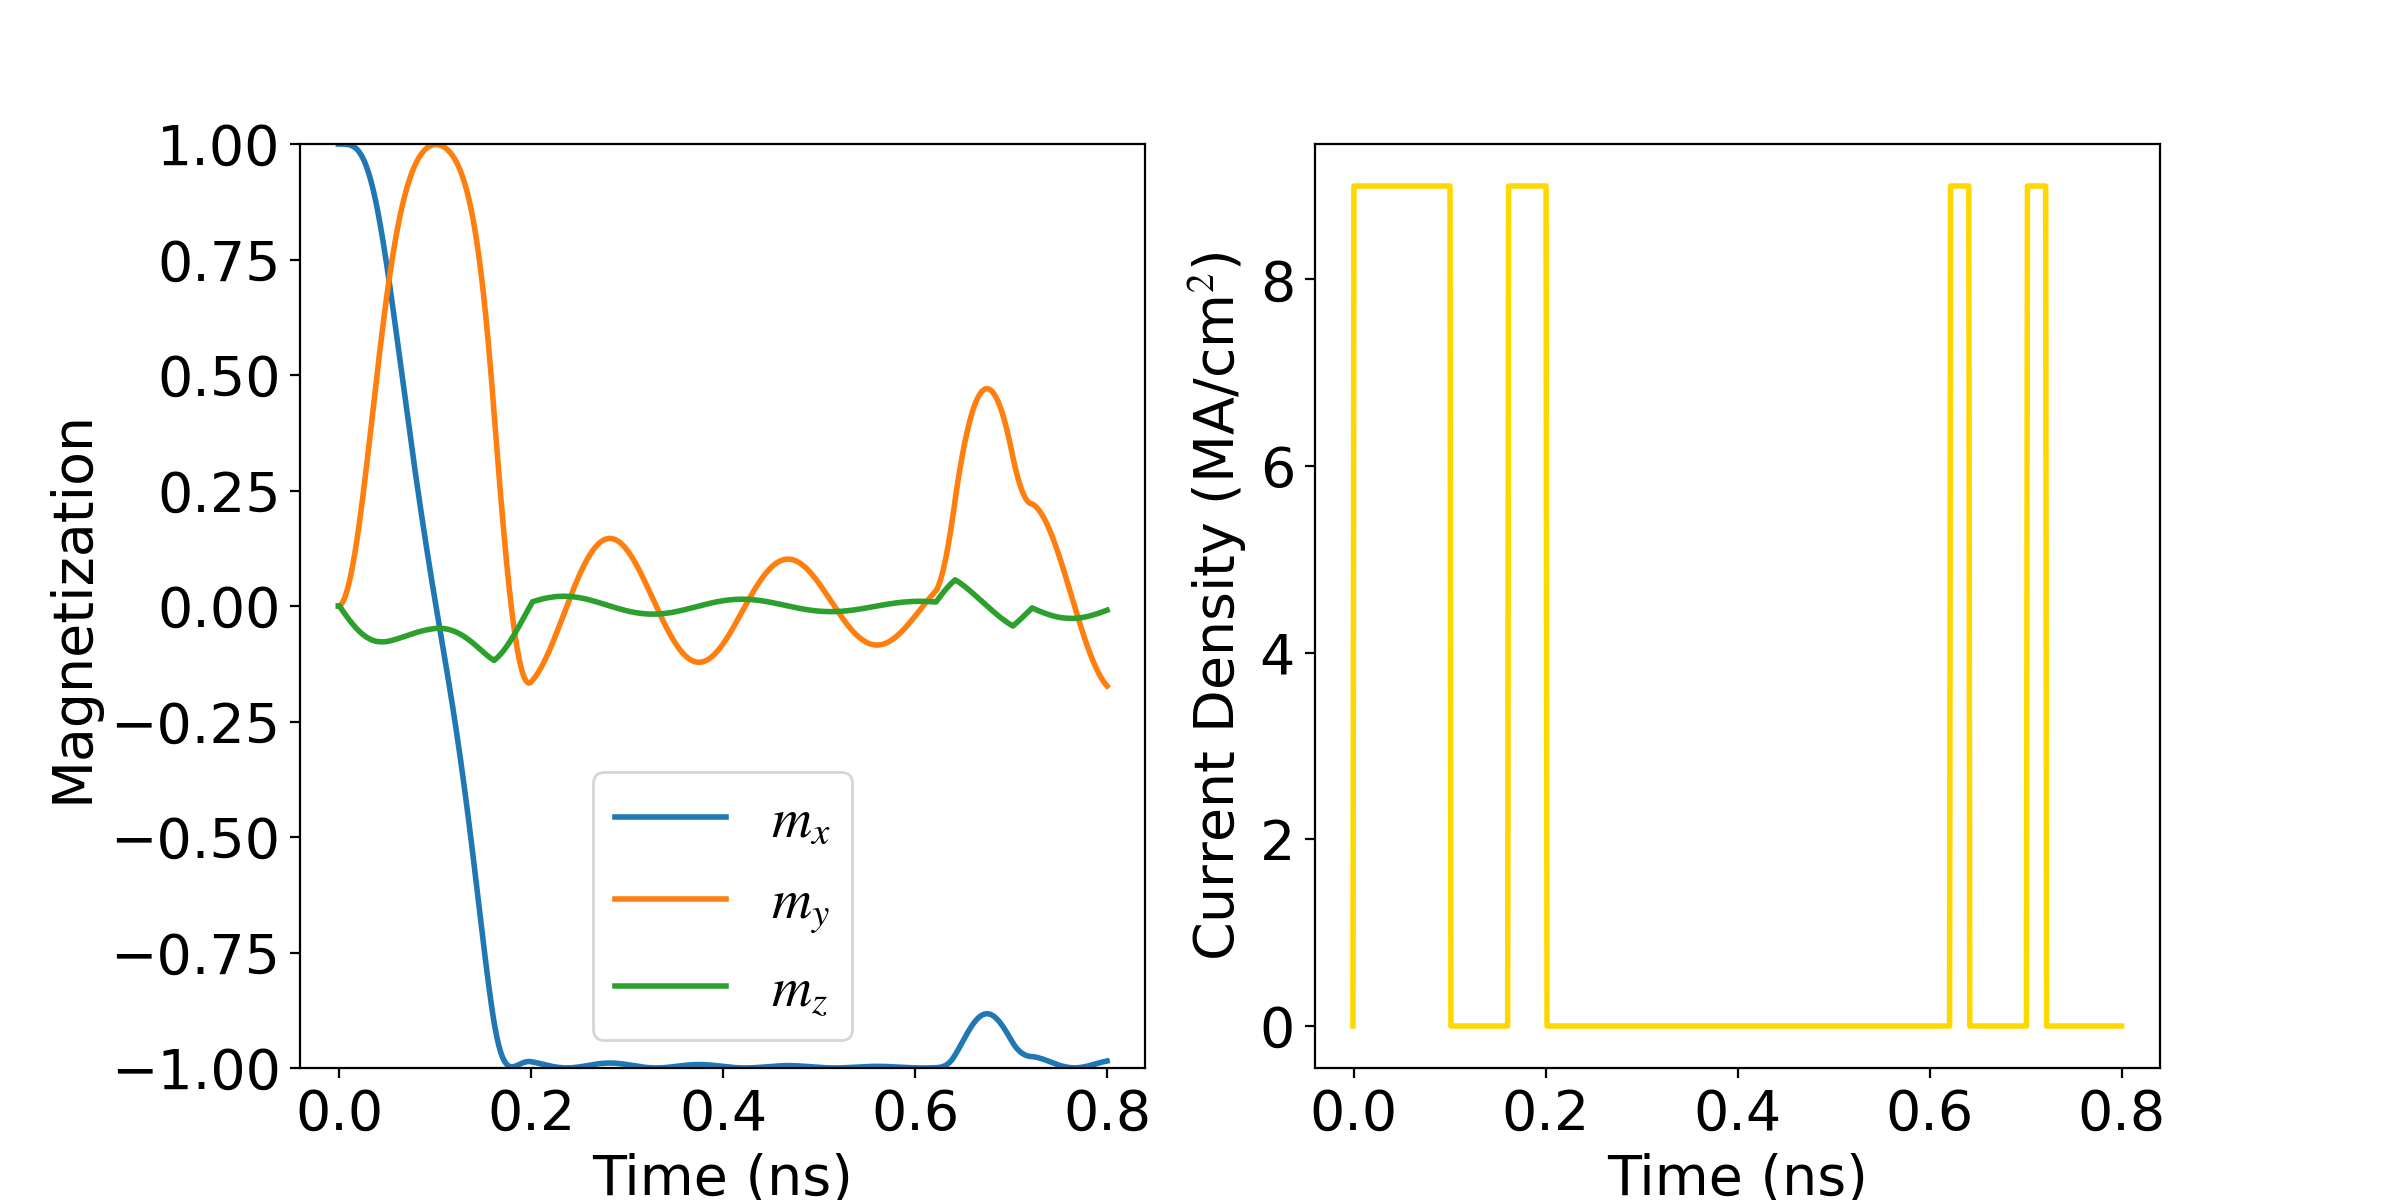 Magnetization
1.00
0.75
0.50
0.25
0.00
−0.25
−0.50
−0.75
−1.00
0.0 0.2 0.4 0.6 0.8
Time (ns)
mₓ
m_y
m_z
Current Density (MA/cm²)
8
6
4
2
0
0.0 0.2 0.4 0.6 0.8
Time (ns)